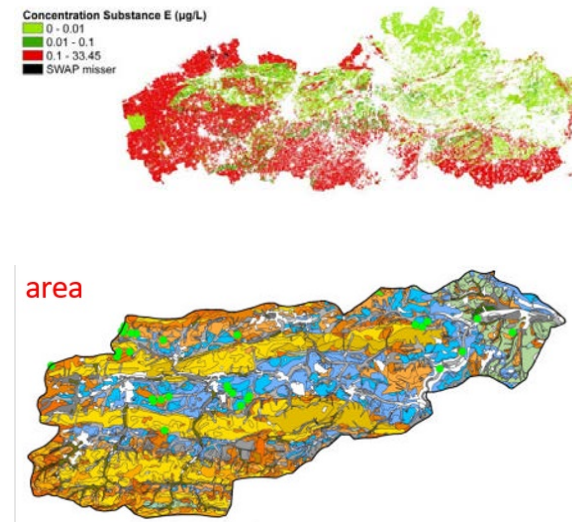 Concentration Substance E (µg/L)
0 - 0.01
0.01 - 0.1
0.1 - 33.45
SWAP misser
area